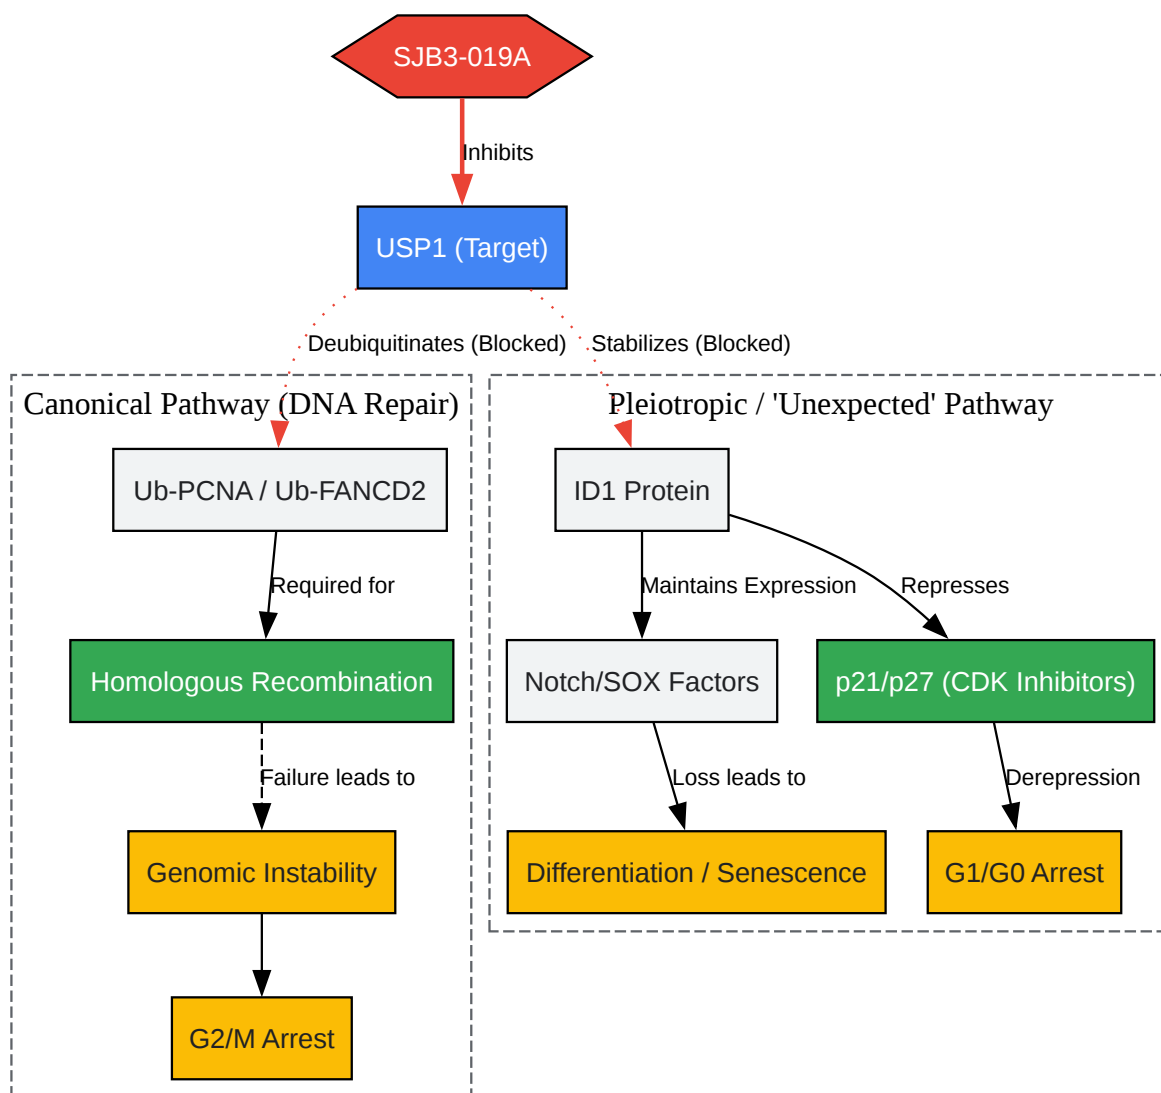 SJB3-019A
Inhibits
USP1 (Target)
Deubiquitinates (Blocked)
Stabilizes (Blocked)
Canonical Pathway (DNA Repair)
Pleiotropic / 'Unexpected' Pathway
Ub-PCNA / Ub-FANCD2
ID1 Protein
Required for
Maintains Expression
Represses
Homologous Recombination
Notch/SOX Factors
p21/p27 (CDK Inhibitors)
Failure leads to
Loss leads to
Derepression
Genomic Instability
Differentiation / Senescence
G1/G0 Arrest
G2/M Arrest